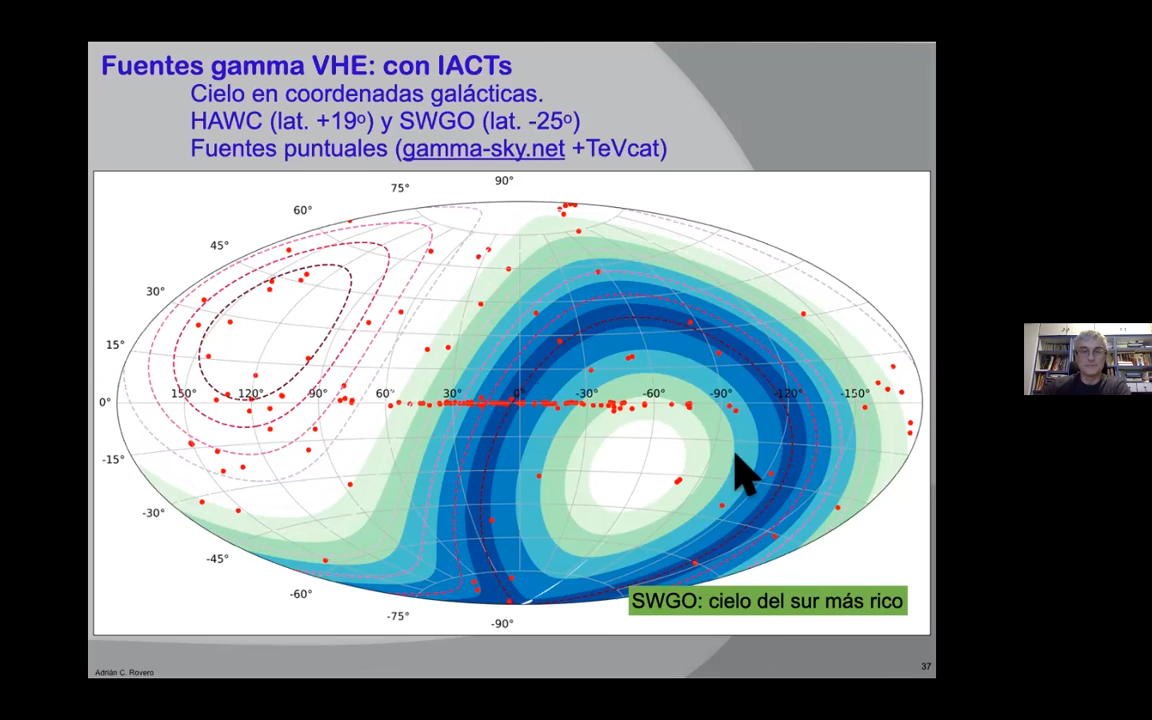 Fuentes gamma VHE: con IACTs
Cielo en coordenadas galácticas.
HAWC (lat. +19º) y SWGO (lat. -25º)
Fuentes puntuales (gamma-sky.net +TeVcat)
90°
75°
60°
45°
30°
15°
150° 120° 90° 60° 30° 0° -30° -60° -90° -120° -150°
0°
-15°
-30°
-45°
-60°
-75°
-90°
SWGO: cielo del sur más rico
Adrián C. Rovero
37